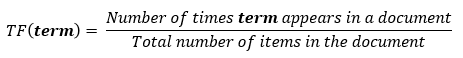 TF(term) = Number of times term appears in a document
Total number of items in the document